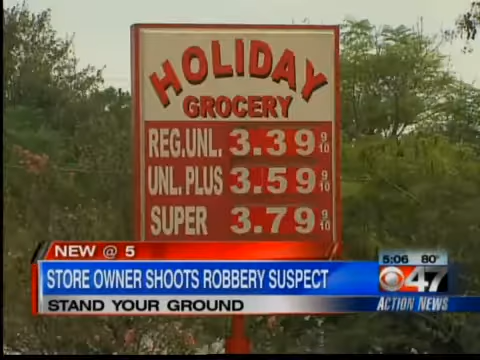 HOLIDAY
GROCERY
REG.UNL. 3.39 9/10
UNL.PLUS 3.59 9/10
SUPER 3.79 9/10
NEW @ 5
STORE OWNER SHOOTS ROBBERY SUSPECT
STAND YOUR GROUND
5:06 80°
CBS 47
ACTION NEWS